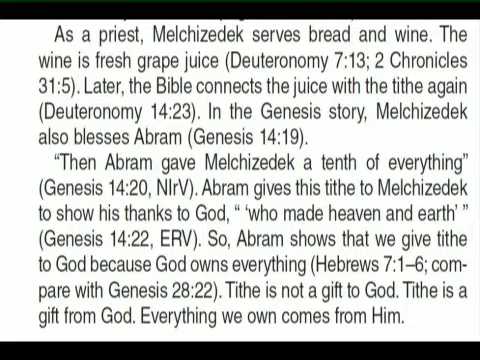 As a priest, Melchizedek serves bread and wine. The
wine is fresh grape juice (Deuteronomy 7:13; 2 Chronicles
31:5). Later, the Bible connects the juice with the tithe again
(Deuteronomy 14:23). In the Genesis story, Melchizedek
also blesses Abram (Genesis 14:19).
“Then Abram gave Melchizedek a tenth of everything”
(Genesis 14:20, NIrV). Abram gives this tithe to Melchizedek
to show his thanks to God, “ ‘who made heaven and earth’ ”
(Genesis 14:22, ERV). So, Abram shows that we give tithe
to God because God owns everything (Hebrews 7:1–6; com-
pare with Genesis 28:22). Tithe is not a gift to God. Tithe is a
gift from God. Everything we own comes from Him.